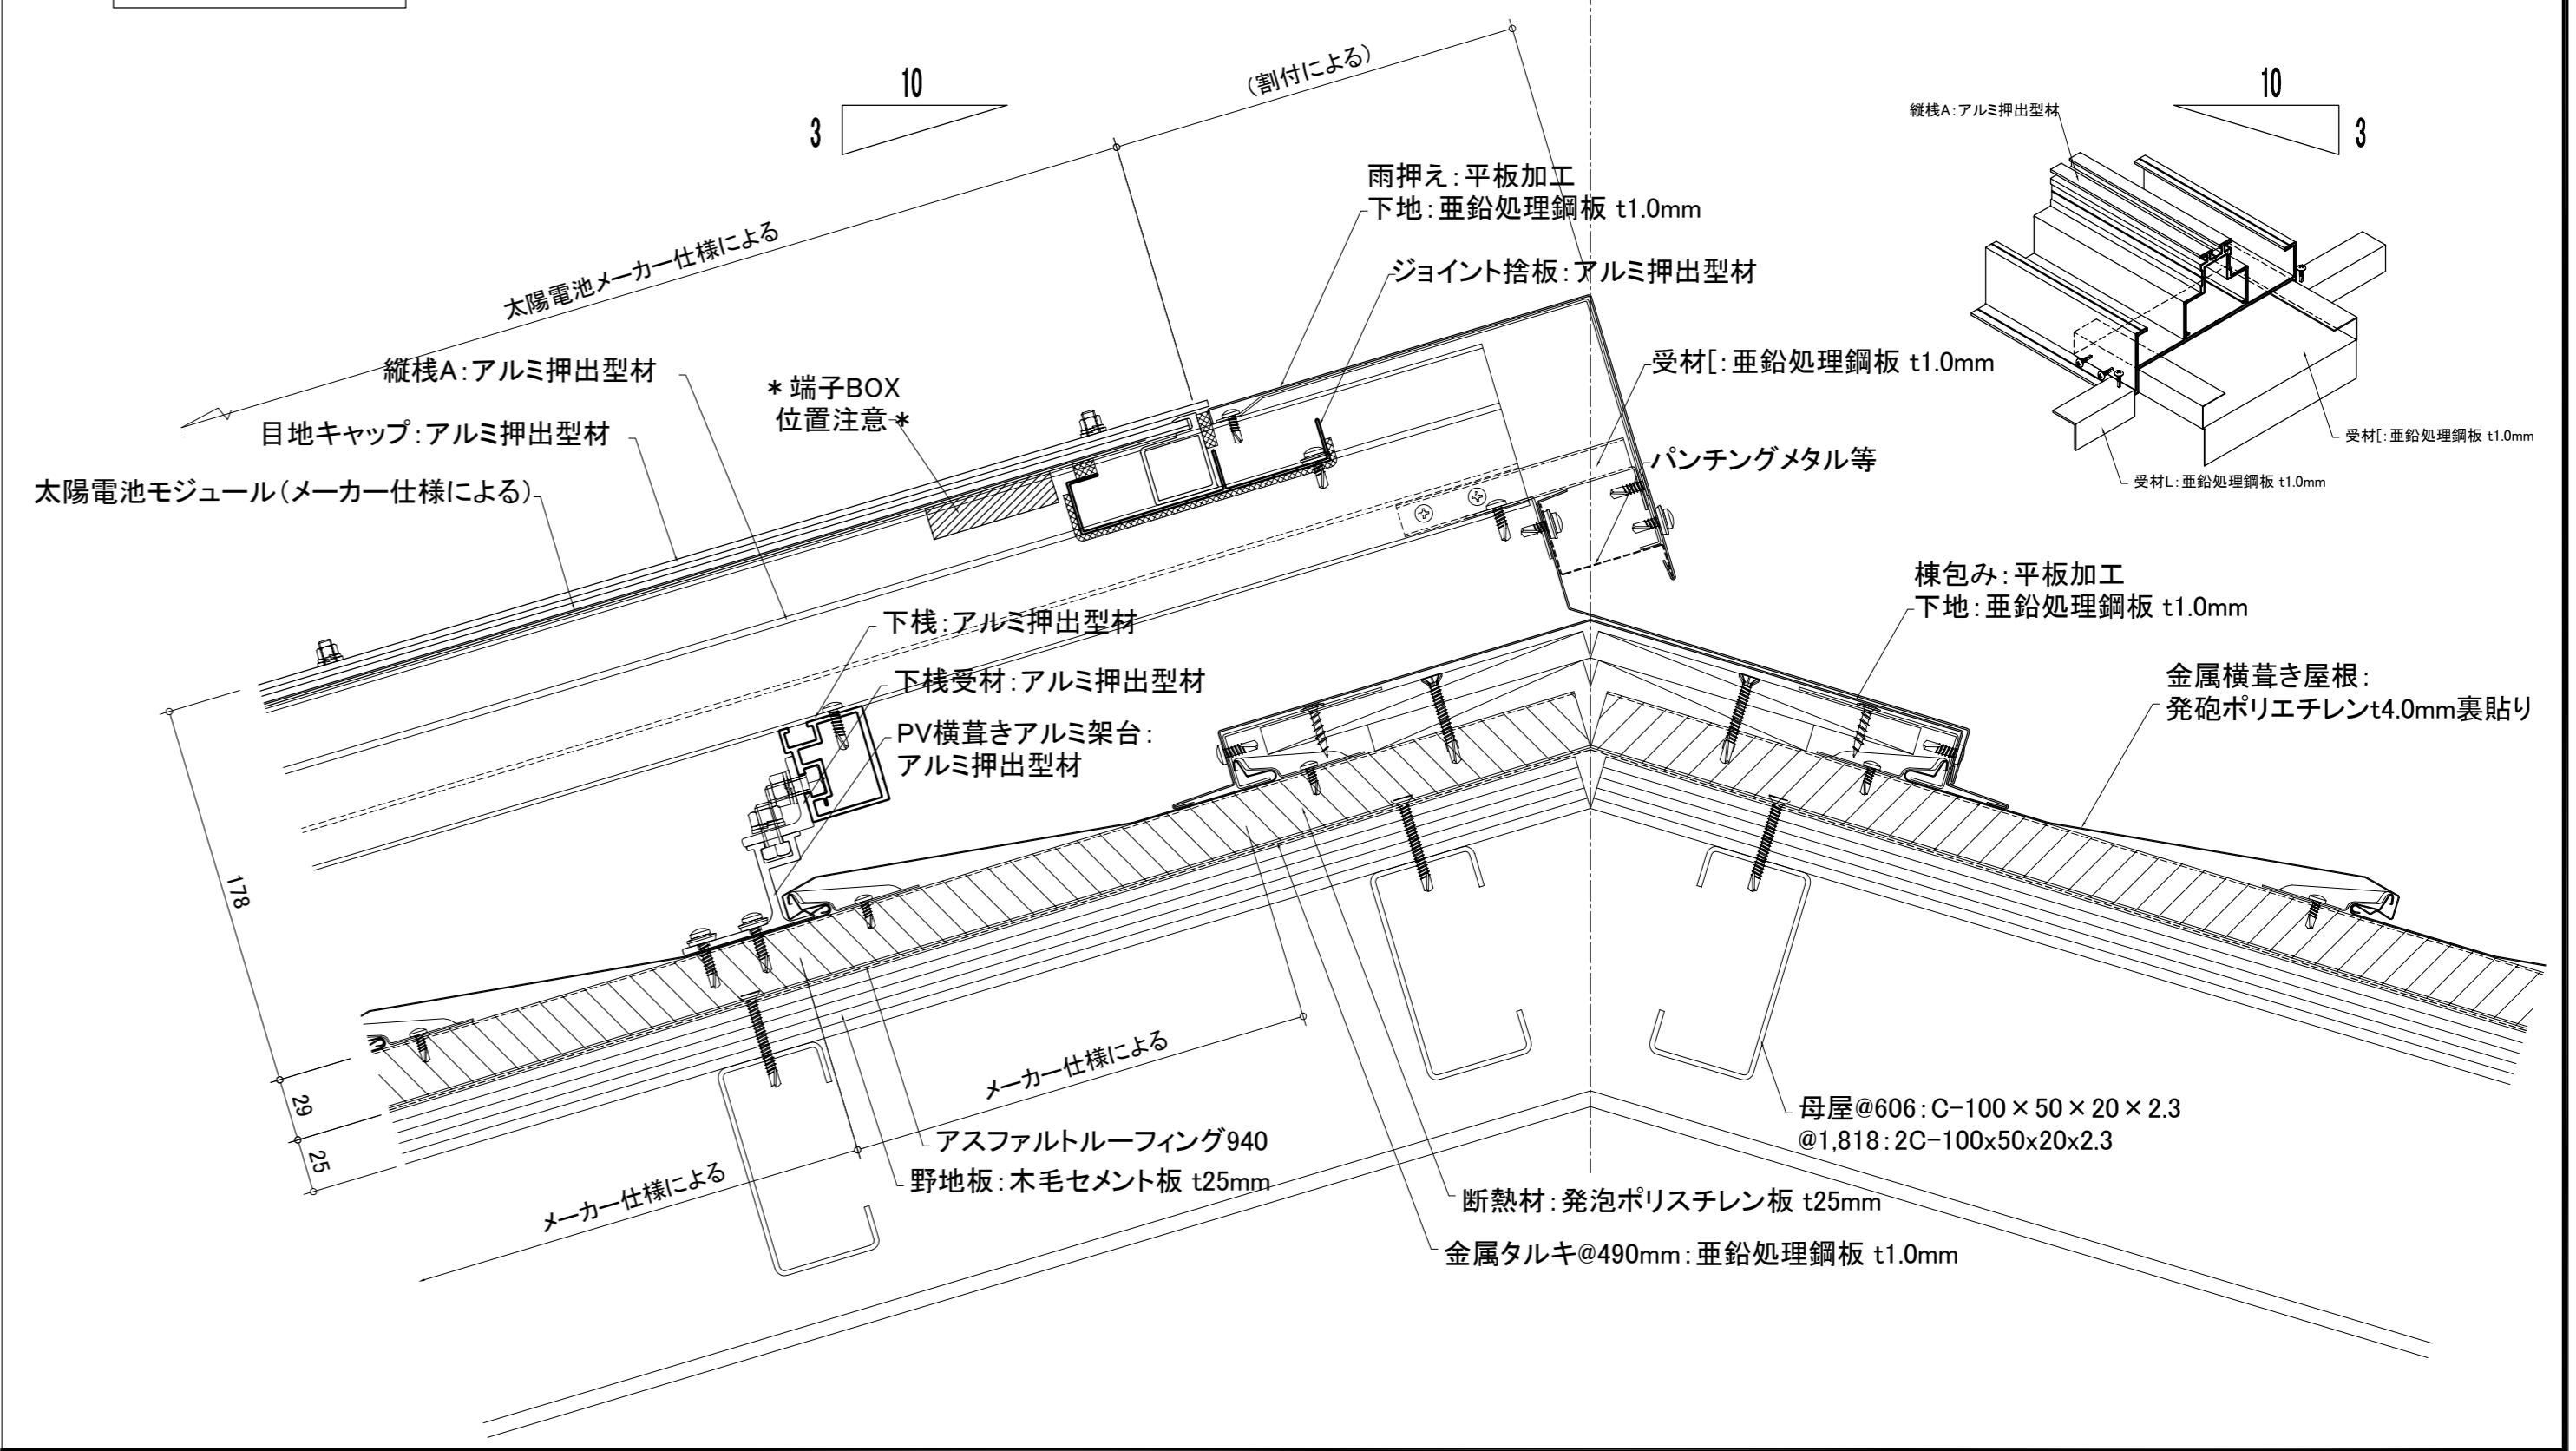 10
3
(割付による)
10
3
縦桟A:アルミ押出型材
受材[:亜鉛処理鋼板 t1.0mm
受材L:亜鉛処理鋼板 t1.0mm
太陽電池メーカー仕様による
雨押え:平板加工
下地:亜鉛処理鋼板 t1.0mm
ジョイント捨板:アルミ押出型材
受材[:亜鉛処理鋼板 t1.0mm
パンチングメタル等
縦桟A:アルミ押出型材
目地キャップ:アルミ押出型材
太陽電池モジュール(メーカー仕様による)
*端子BOX
位置注意*
下桟:アルミ押出型材
下桟受材:アルミ押出型材
PV横葺きアルミ架台:
アルミ押出型材
棟包み:平板加工
下地:亜鉛処理鋼板 t1.0mm
金属横葺き屋根:
発砲ポリエチレンt4.0mm裏貼り
178
29
25
メーカー仕様による
メーカー仕様による
アスファルトルーフィング940
野地板:木毛セメント板 t25mm
母屋@606:C-100×50×20×2.3
@1,818:2C-100x50x20x2.3
断熱材:発泡ポリスチレン板 t25mm
金属タルキ@490mm:亜鉛処理鋼板 t1.0mm